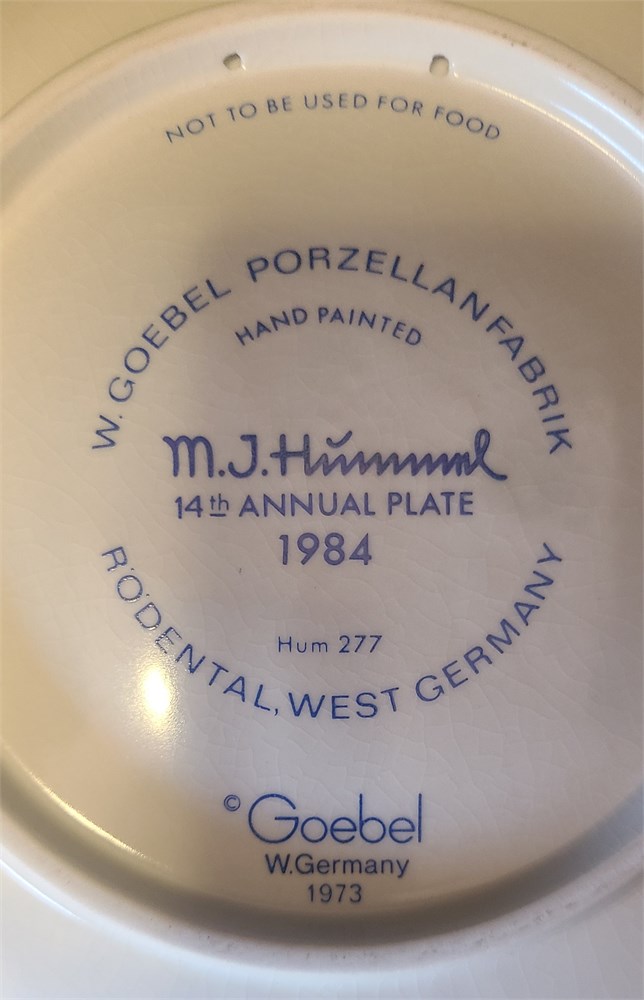 NOT TO BE USED FOR FOOD
W. GOEBEL PORZELLANFABRIK
HAND PAINTED
M.J.Hummel
14th ANNUAL PLATE
1984
Hum 277
RÖDENTAL, WEST GERMANY
© Goebel
W.Germany
1973